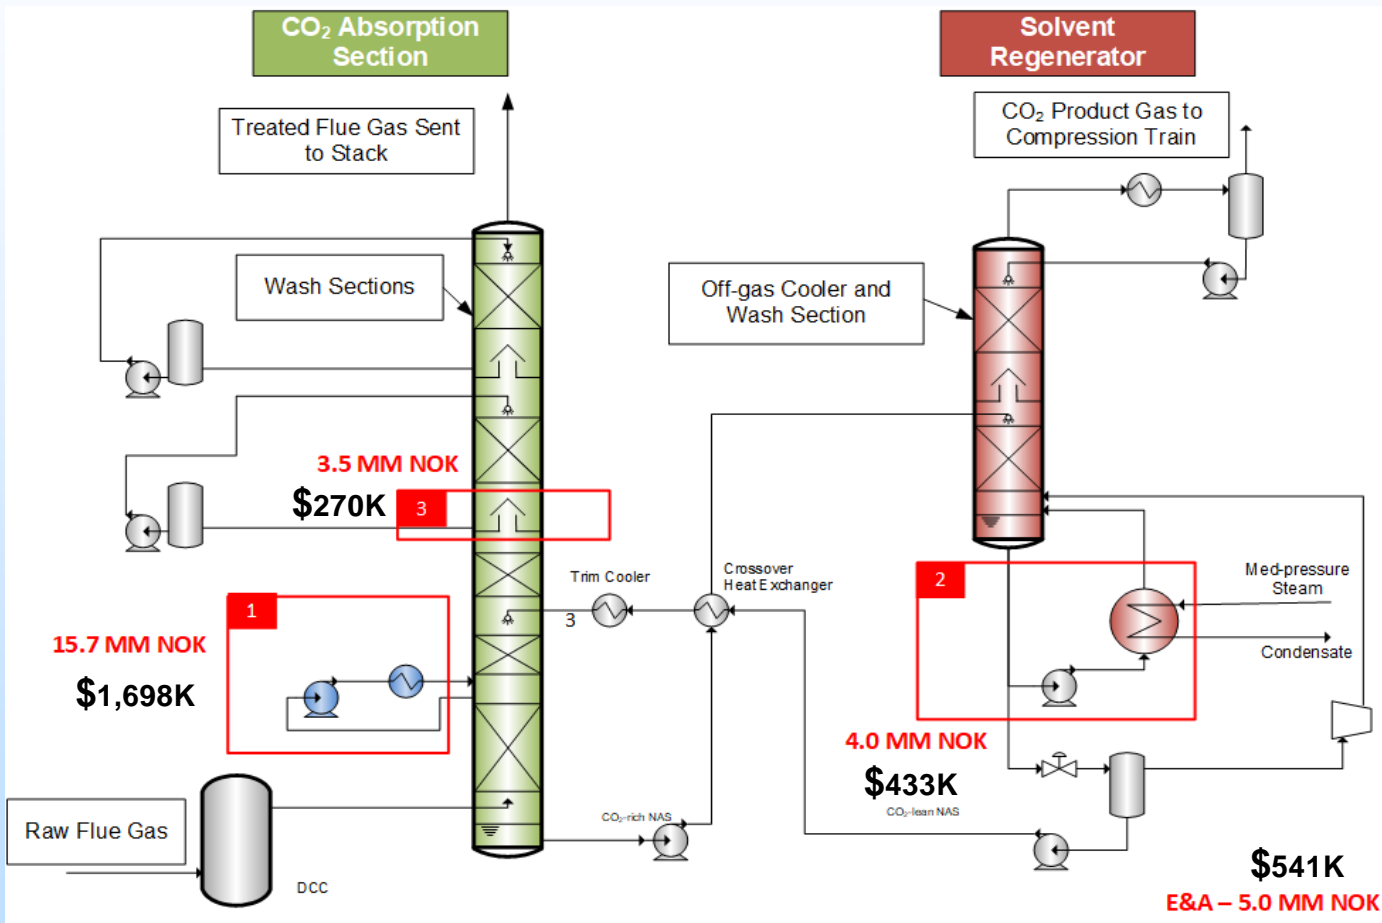 CO₂ Absorption
Section
Solvent
Regenerator
Treated Flue Gas Sent
to Stack
CO₂ Product Gas to
Compression Train
Wash Sections
Off-gas Cooler and
Wash Section
3.5 MM NOK
$270K
3
Trim Cooler
3
Crossover
Heat Exchanger
2
Med-pressure
Steam
Condensate
1
15.7 MM NOK
$1,698K
4.0 MM NOK
$433K
CO₂-lean NAS
CO₂-rich NAS
Raw Flue Gas
DCC
$541K
E&A – 5.0 MM NOK